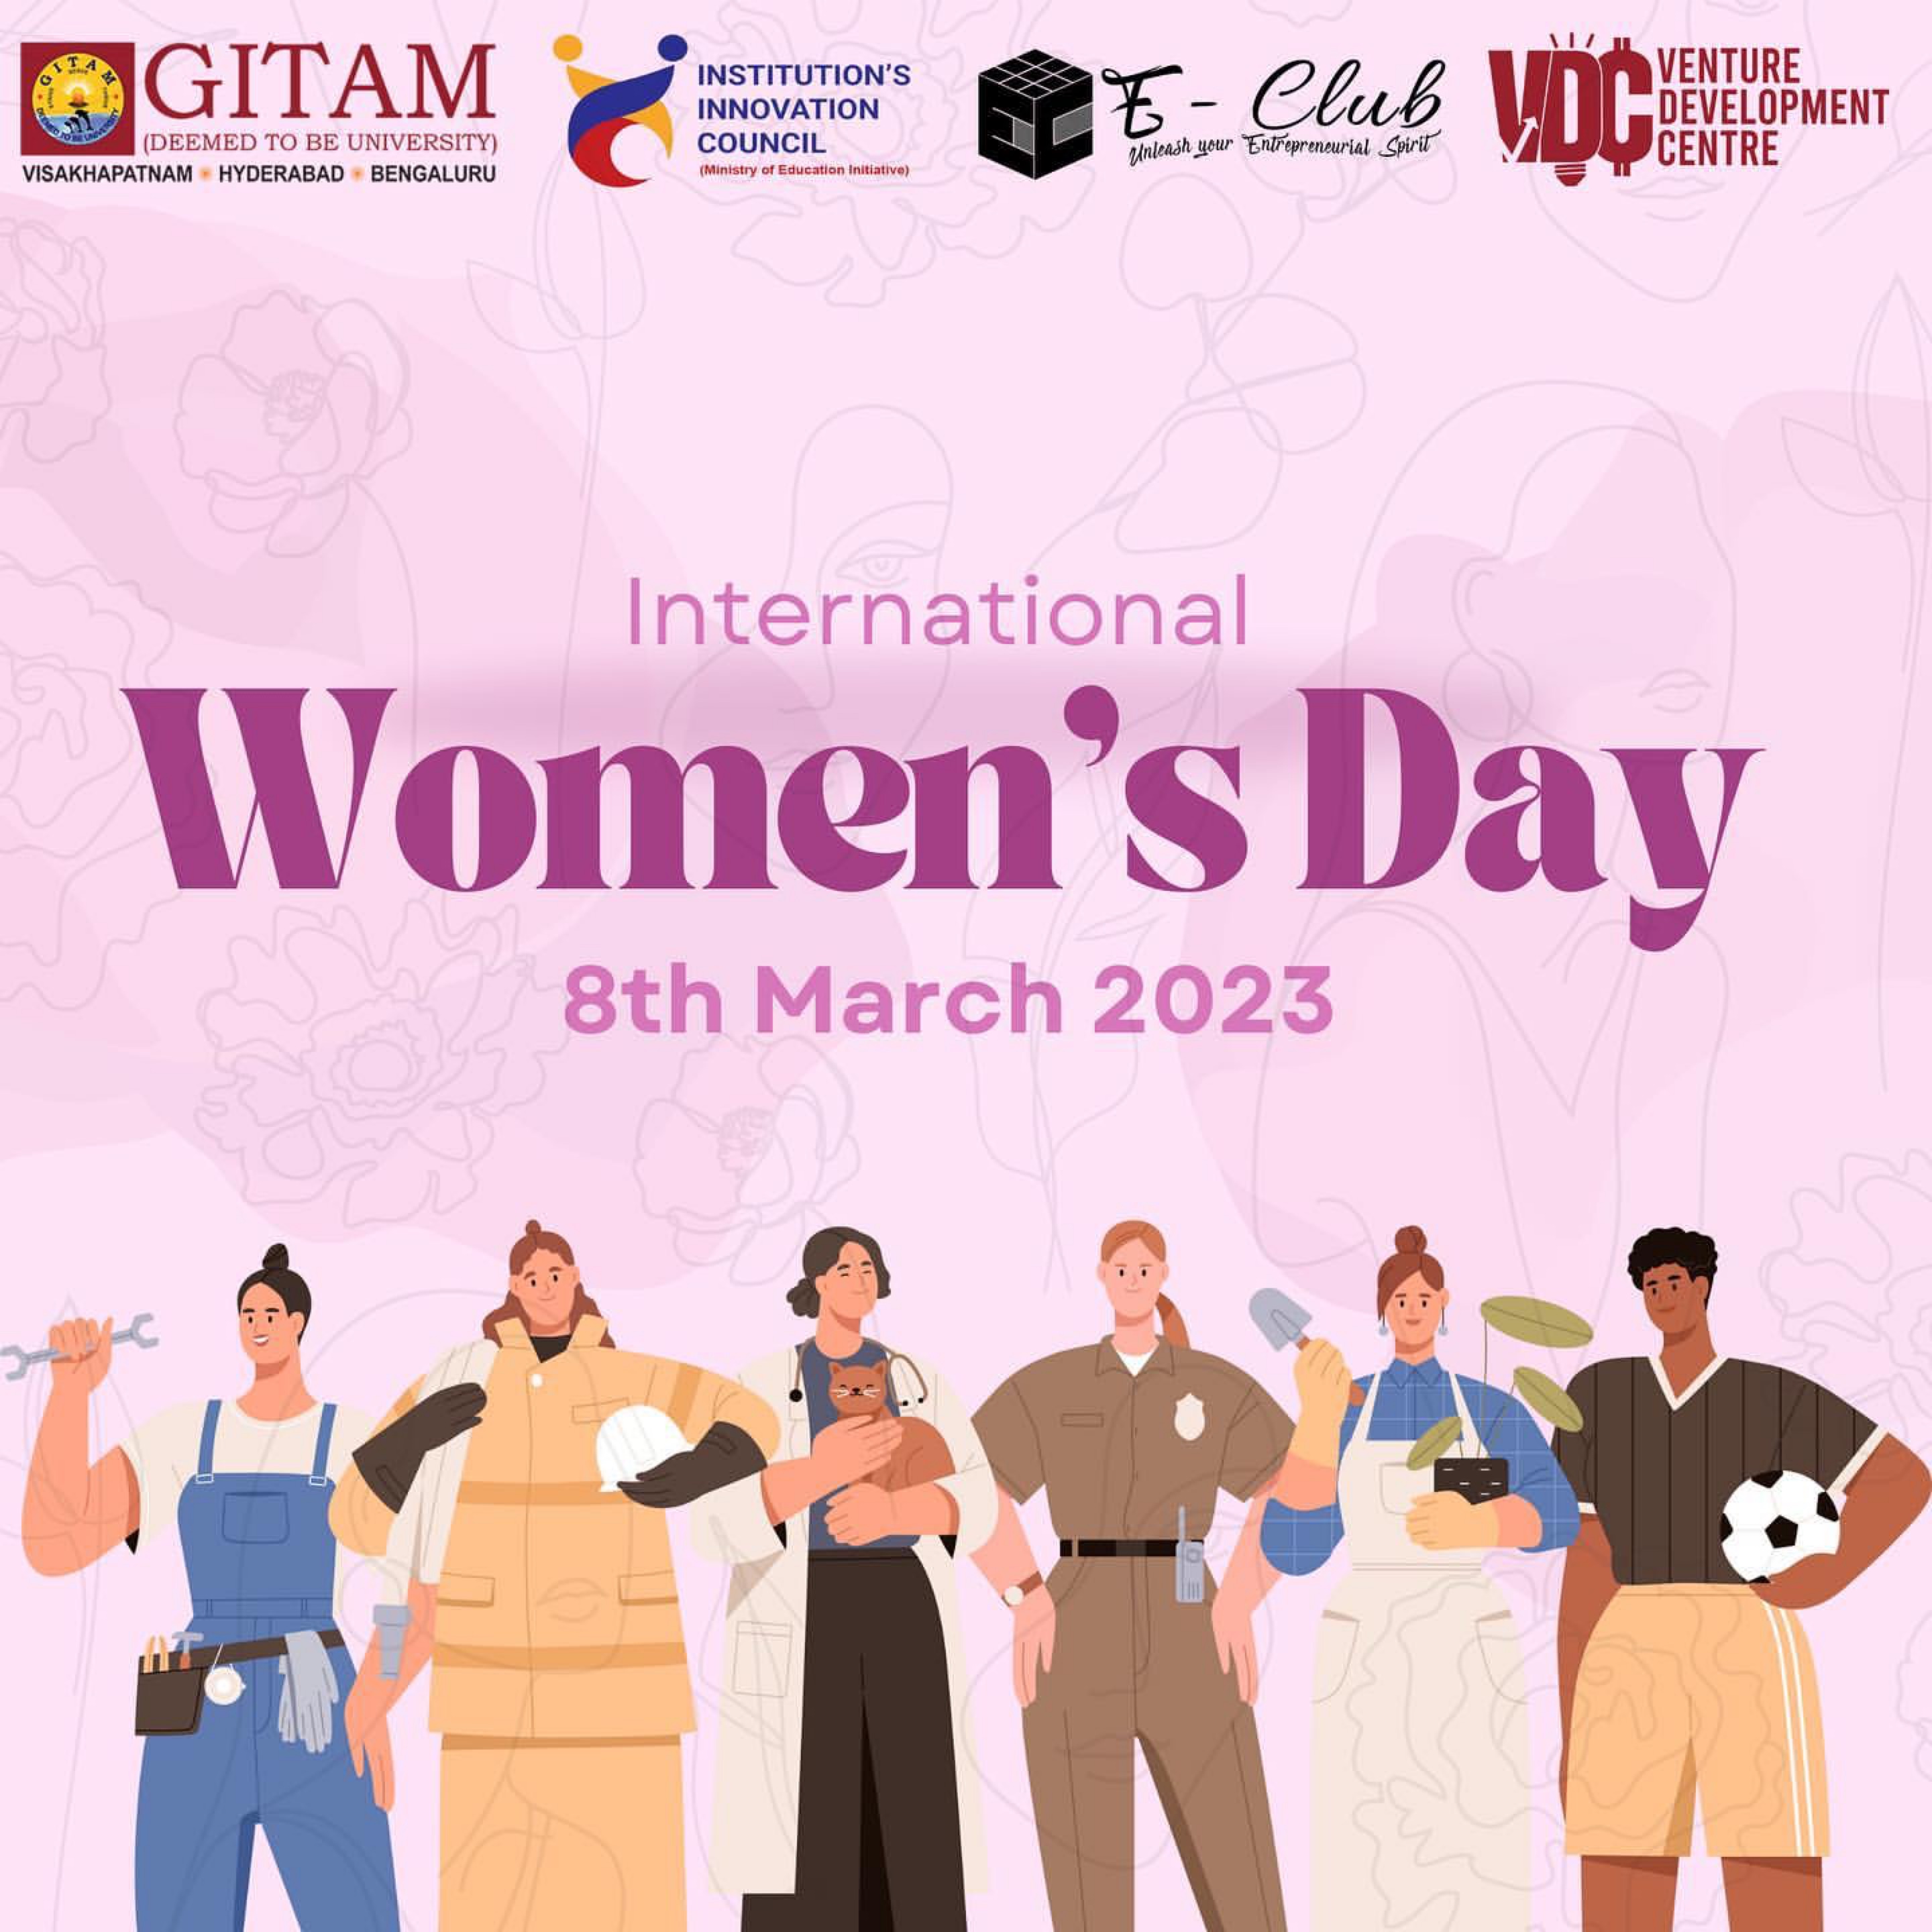 GITAM
GITAM
(DEEMED TO BE UNIVERSITY)
VISAKHAPATNAM HYDERABAD BENGALURU
INSTITUTION'S
INNOVATION
COUNCIL
(Ministry of Education Initiative)
E - Club
Unleash your Entrepreneurial Spirit
VDC
VENTURE
DEVELOPMENT
CENTRE
International
Women's Day
8th March 2023